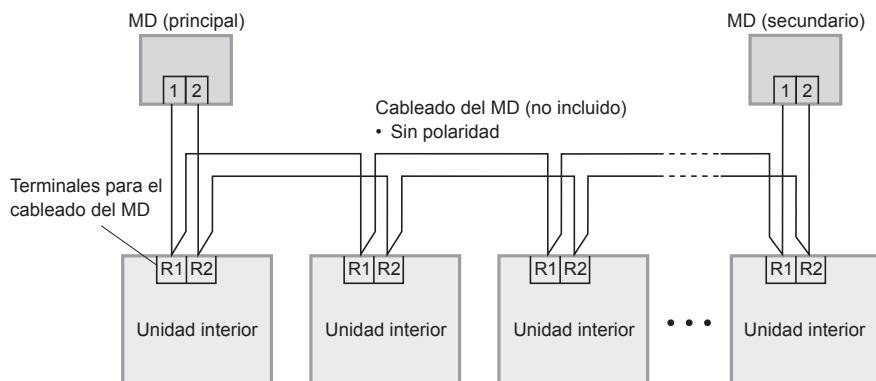 MD (principal)
MD (secundario)
1 2
1 2
Cableado del MD (no incluido)
• Sin polaridad
Terminales para el
cableado del MD
R1 R2
R1 R2
R1 R2
R1 R2
Unidad interior
Unidad interior
Unidad interior
Unidad interior